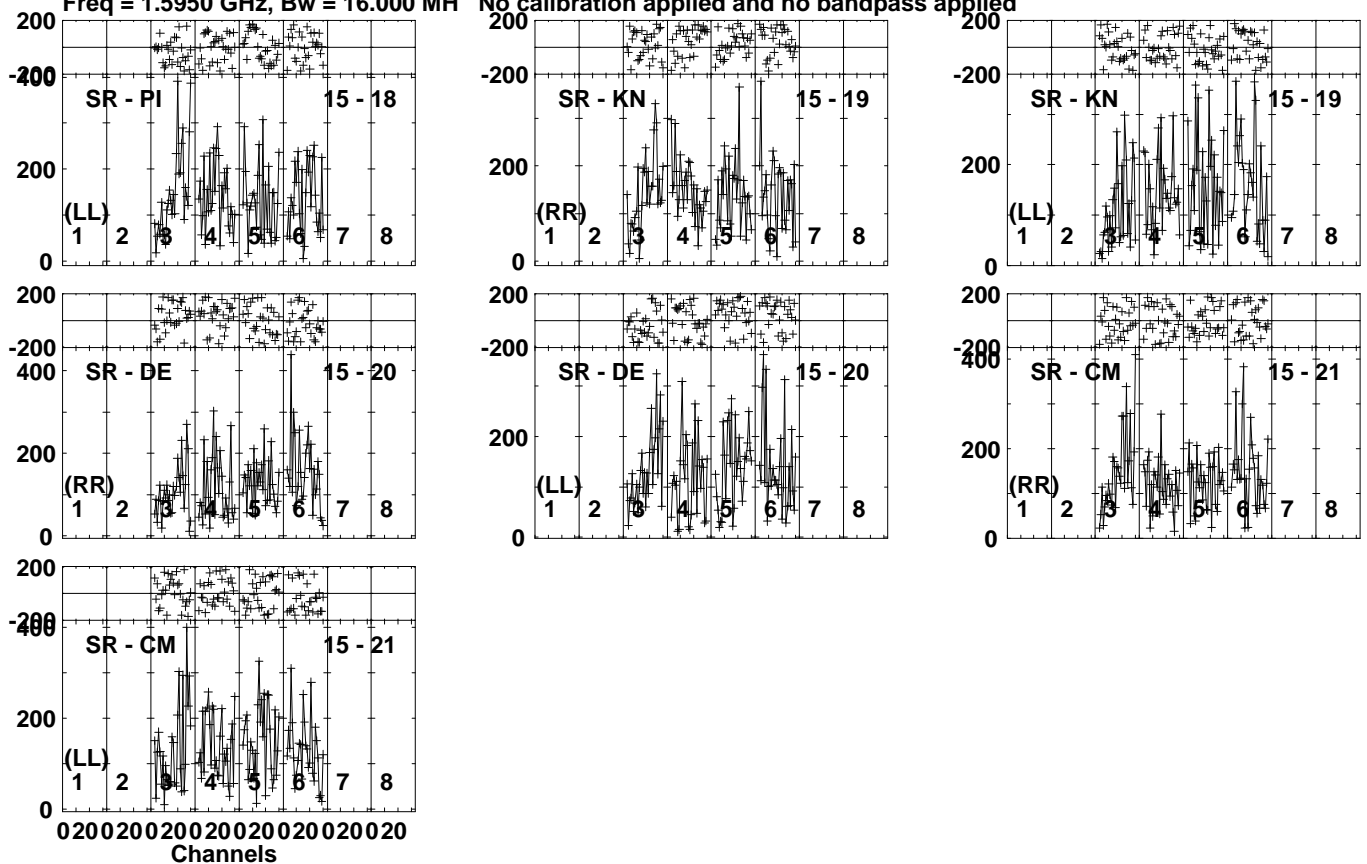 Freq = 1.5950 GHz, Bw = 16.000 MH No calibration applied and no bandpass applied
200
-200
400
SR - PI 15 - 18
200
(LL)
1 2 3 4 5 6 7 8
0
200
-200
SR - KN 15 - 19
200
(RR)
1 2 3 4 5 6 7 8
0
200
-200
SR - KN 15 - 19
200
(LL)
1 2 3 4 5 6 7 8
0
200
-200
400
SR - DE 15 - 20
200
(RR)
1 2 3 4 5 6 7 8
0
200
-200
SR - DE 15 - 20
200
(LL)
1 2 3 4 5 6 7 8
0
200
-200
400
SR - CM 15 - 21
200
(RR)
1 2 3 4 5 6 7 8
0
200
-200
400
SR - CM 15 - 21
200
(LL)
1 2 3 4 5 6 7 8
0
0 20 0 20 0 20 0 20 0 20 0 20 0 20 0 20
Channels